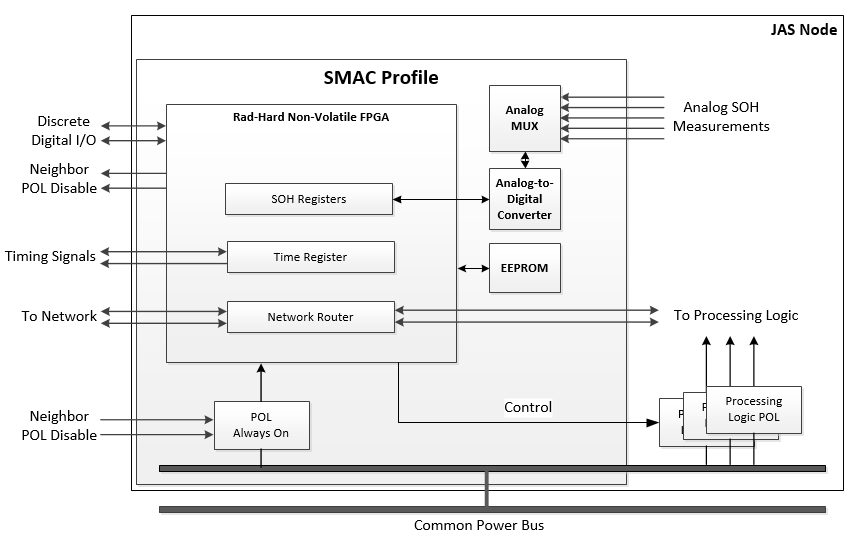 JAS Node
SMAC Profile
Rad-Hard Non-Volatile FPGA
Analog
MUX
Analog SOH
Measurements
Discrete
Digital I/O
Neighbor
POL Disable
SOH Registers
Analog-to-
Digital
Converter
Timing Signals
Time Register
EEPROM
To Network
Network Router
To Processing Logic
Neighbor
POL Disable
POL
Always On
Control
Processing
Logic POL
Common Power Bus